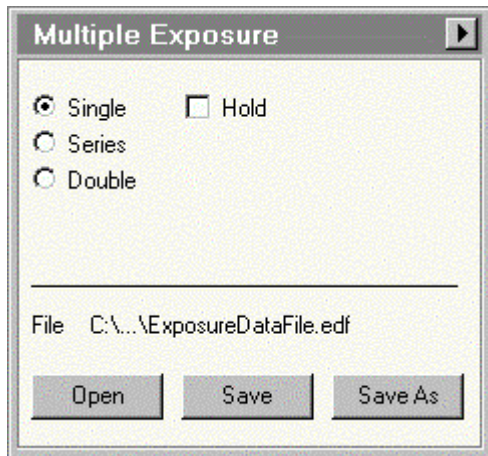 Multiple Exposure
Single Hold
Series
Double
File C:\...\ExposureDataFile.edf
Open Save Save As